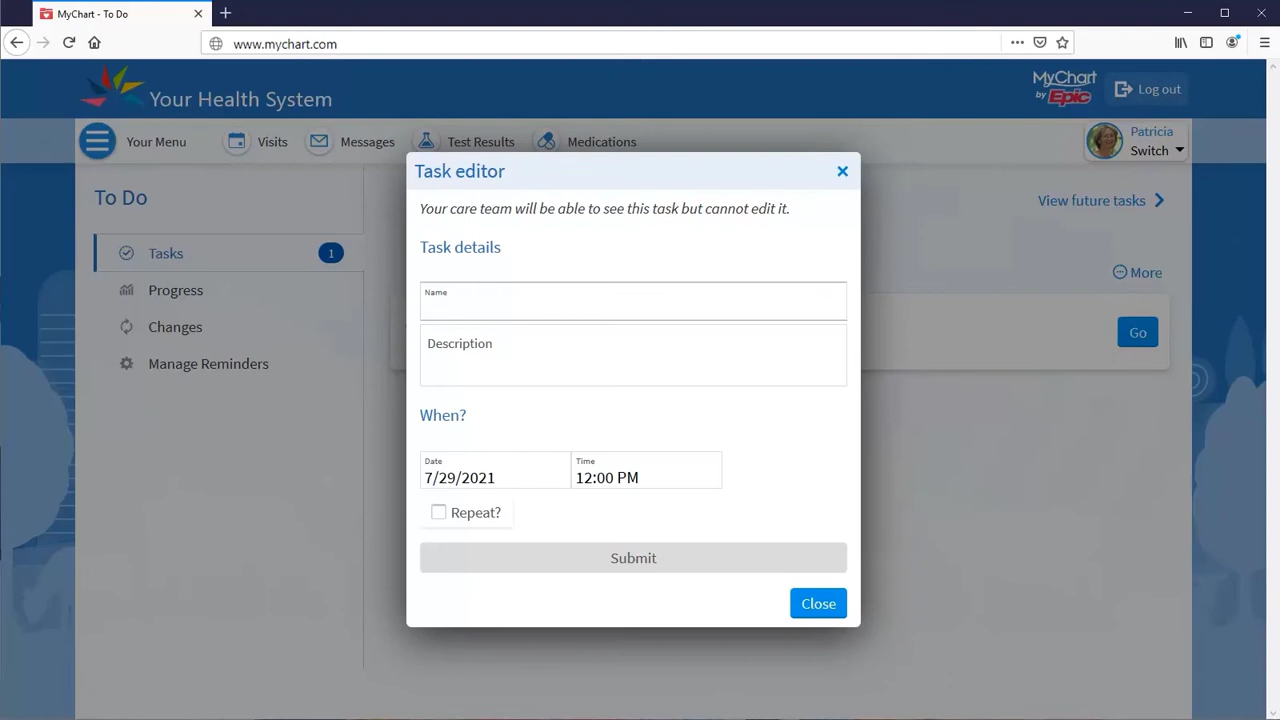 MyChart - To Do
www.mychart.com
Your Health System
MyChart by Epic
Log out
Your Menu
Visits
Messages
Test Results
Medications
Patricia
Switch
To Do
View future tasks
Tasks
1
Progress
Changes
Manage Reminders
More
Go
Task editor
Your care team will be able to see this task but cannot edit it.
Task details
Name
Description
When?
Date
7/29/2021
Time
12:00 PM
Repeat?
Submit
Close